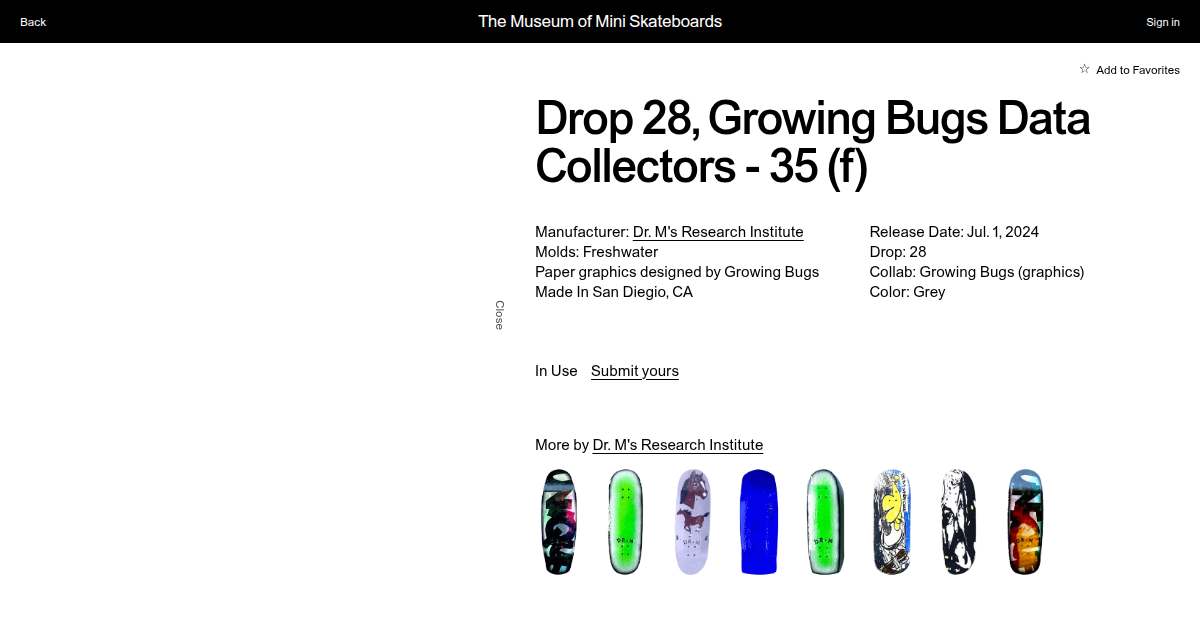 Back
The Museum of Mini Skateboards
Sign in
☆ Add to Favorites
Drop 28, Growing Bugs Data
Collectors - 35 (f)
Manufacturer: Dr. M's Research Institute
Molds: Freshwater
Paper graphics designed by Growing Bugs
Made In San Diegio, CA
Release Date: Jul. 1, 2024
Drop: 28
Collab: Growing Bugs (graphics)
Color: Grey
Close
In Use Submit yours
More by Dr. M's Research Institute
DR·M
DR·M
DR·M